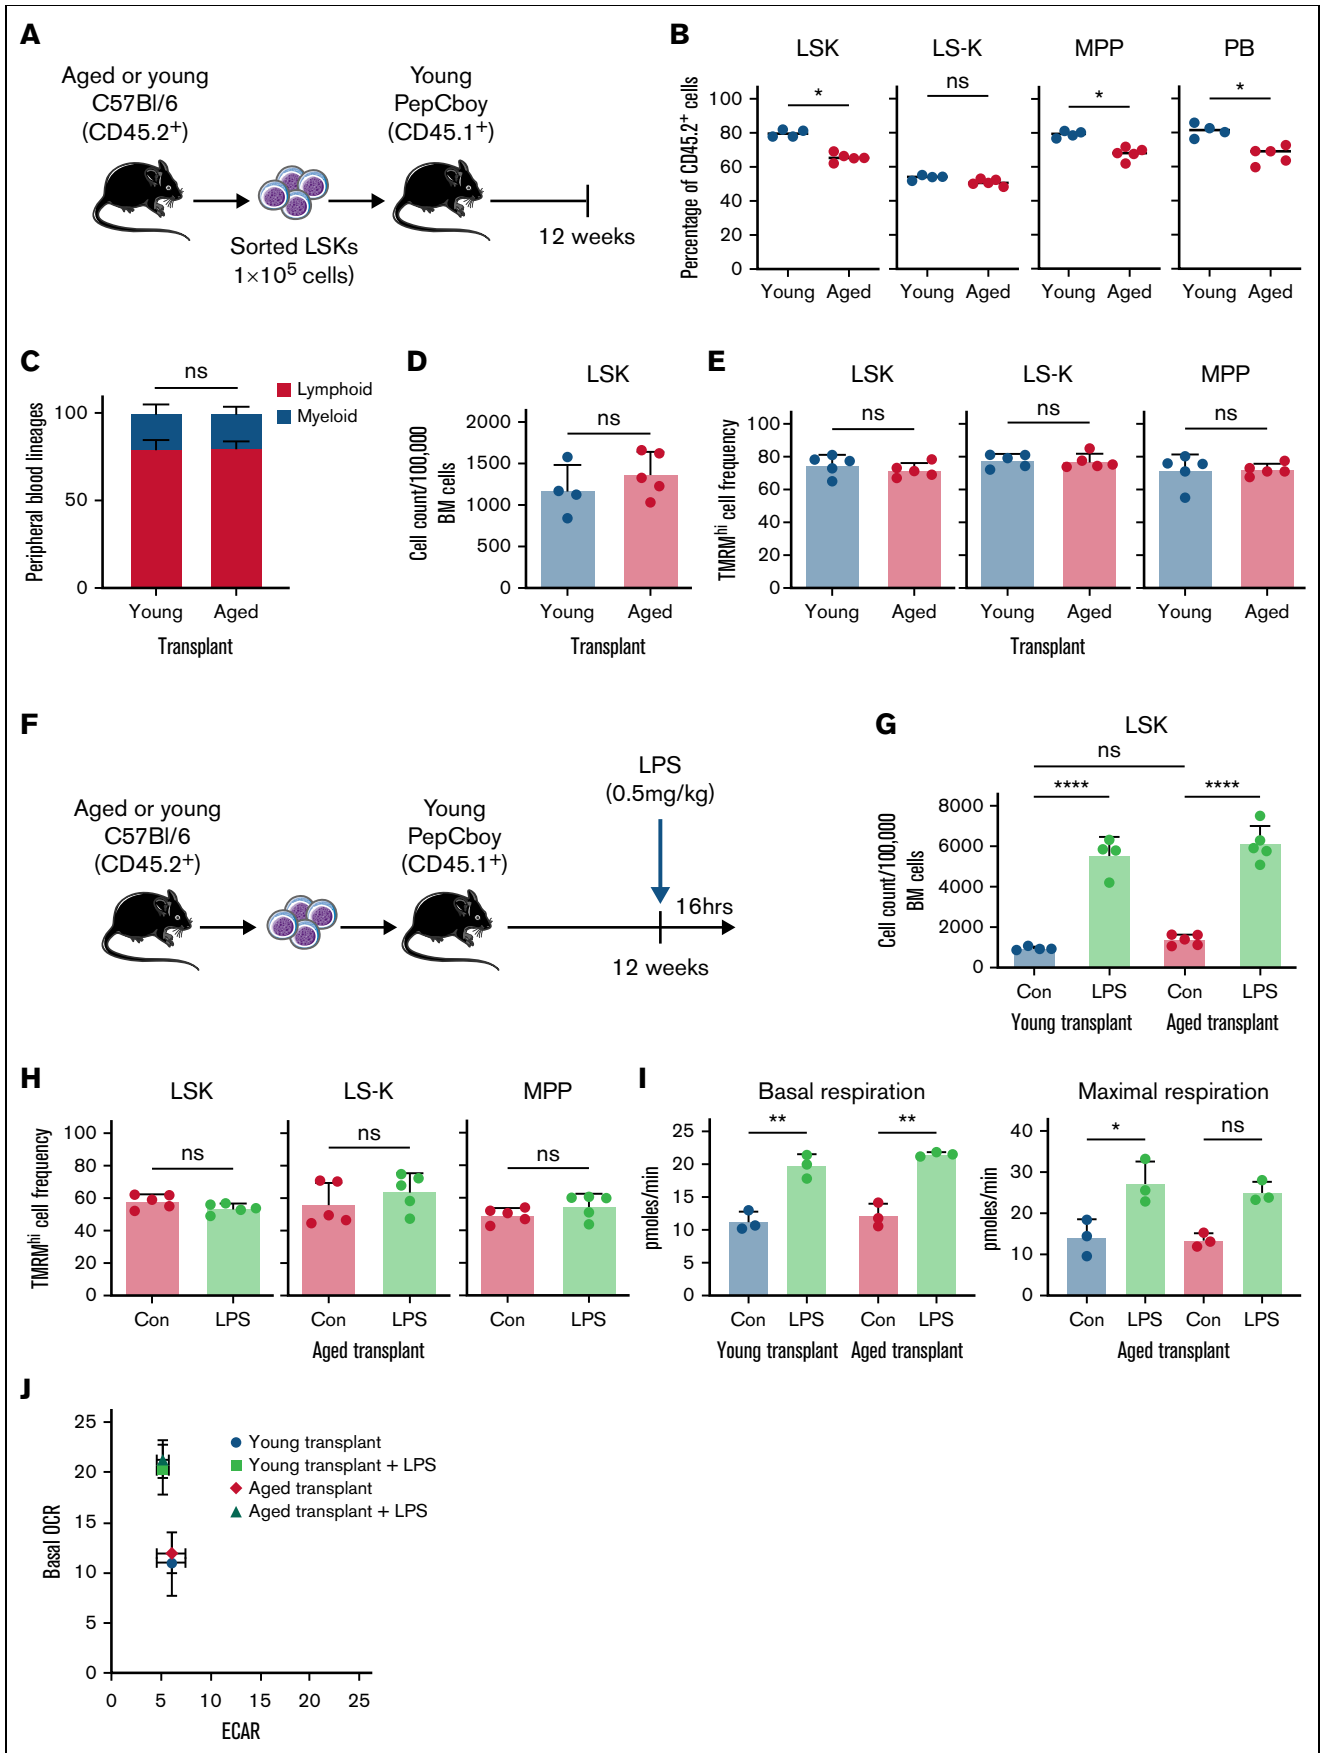 A
Aged or young
C57Bl/6
(CD45.2+)
Young
PepCboy
(CD45.1+)
Sorted LSKs
1×10⁵ cells)
12 weeks
B
LSK
LS-K
MPP
PB
Percentage of CD45.2+ cells
100
80
60
40
20
0
*
ns
*
*
Young Aged
Young Aged
Young Aged
Young Aged
C
Peripheral blood lineages
100
50
0
ns
Lymphoid
Myeloid
Young Aged
Transplant
D
LSK
Cell count/100,000
BM cells
2000
1500
1000
500
0
ns
Young Aged
Transplant
E
LSK
LS-K
MPP
TMRMhi cell frequency
100
80
60
40
20
0
ns
ns
ns
Young Aged
Young Aged
Young Aged
Transplant
F
Aged or young
C57Bl/6
(CD45.2+)
Young
PepCboy
(CD45.1+)
LPS
(0.5mg/kg)
16hrs
12 weeks
G
LSK
ns
****
****
Cell count/100,000
BM cells
8000
6000
4000
2000
0
Con LPS Con LPS
Young transplant Aged transplant
H
LSK
LS-K
MPP
TMRMhi cell frequency
100
80
60
40
20
0
ns
ns
ns
Con LPS
Con LPS
Con LPS
Aged transplant
I
Basal respiration
pmoles/min
25
20
15
10
5
0
**
**
Con LPS Con LPS
Young transplant Aged transplant
Maximal respiration
pmoles/min
40
30
20
10
0
*
ns
Con LPS Con LPS
Aged transplant
J
Basal OCR
25
20
15
10
5
0
Young transplant
Young transplant + LPS
Aged transplant
Aged transplant + LPS
0 5 10 15 20 25
ECAR